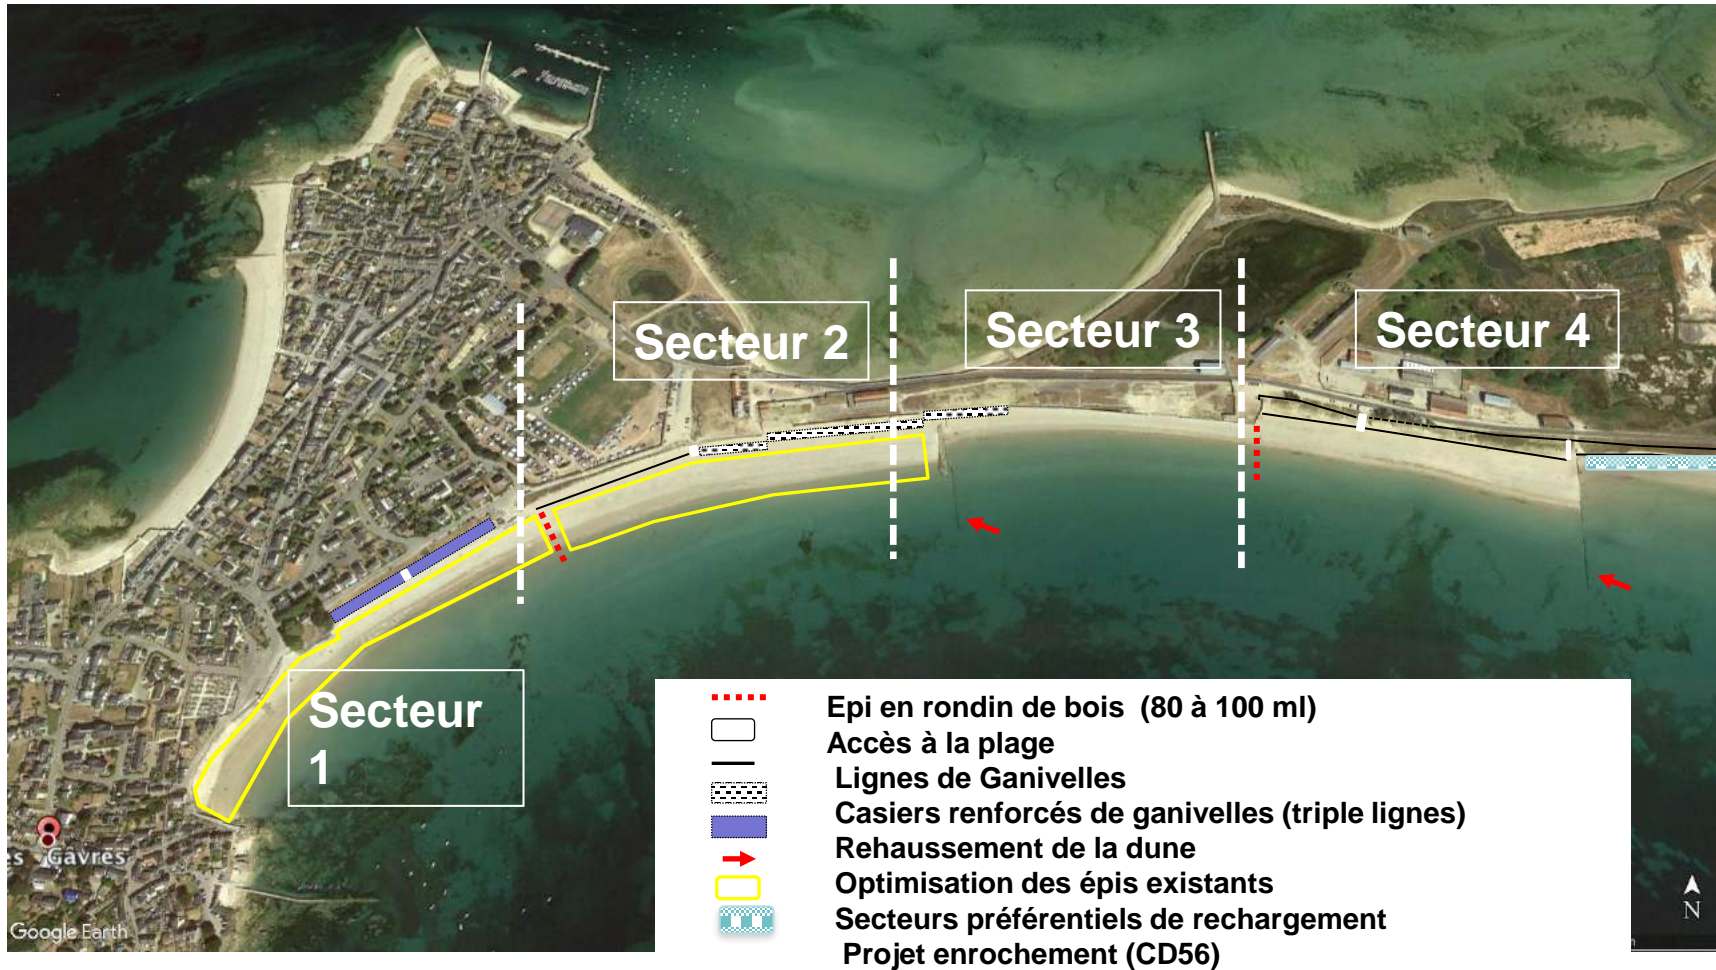 Secteur 2
Secteur 3
Secteur 4
Secteur
1
Gâvres
Epi en rondin de bois (80 à 100 ml)
Accès à la plage
Lignes de Ganivelles
Casiers renforcés de ganivelles (triple lignes)
Rehaussement de la dune
Optimisation des épis existants
Secteurs préférentiels de rechargement
Projet enrochement (CD56)
N
Google Earth